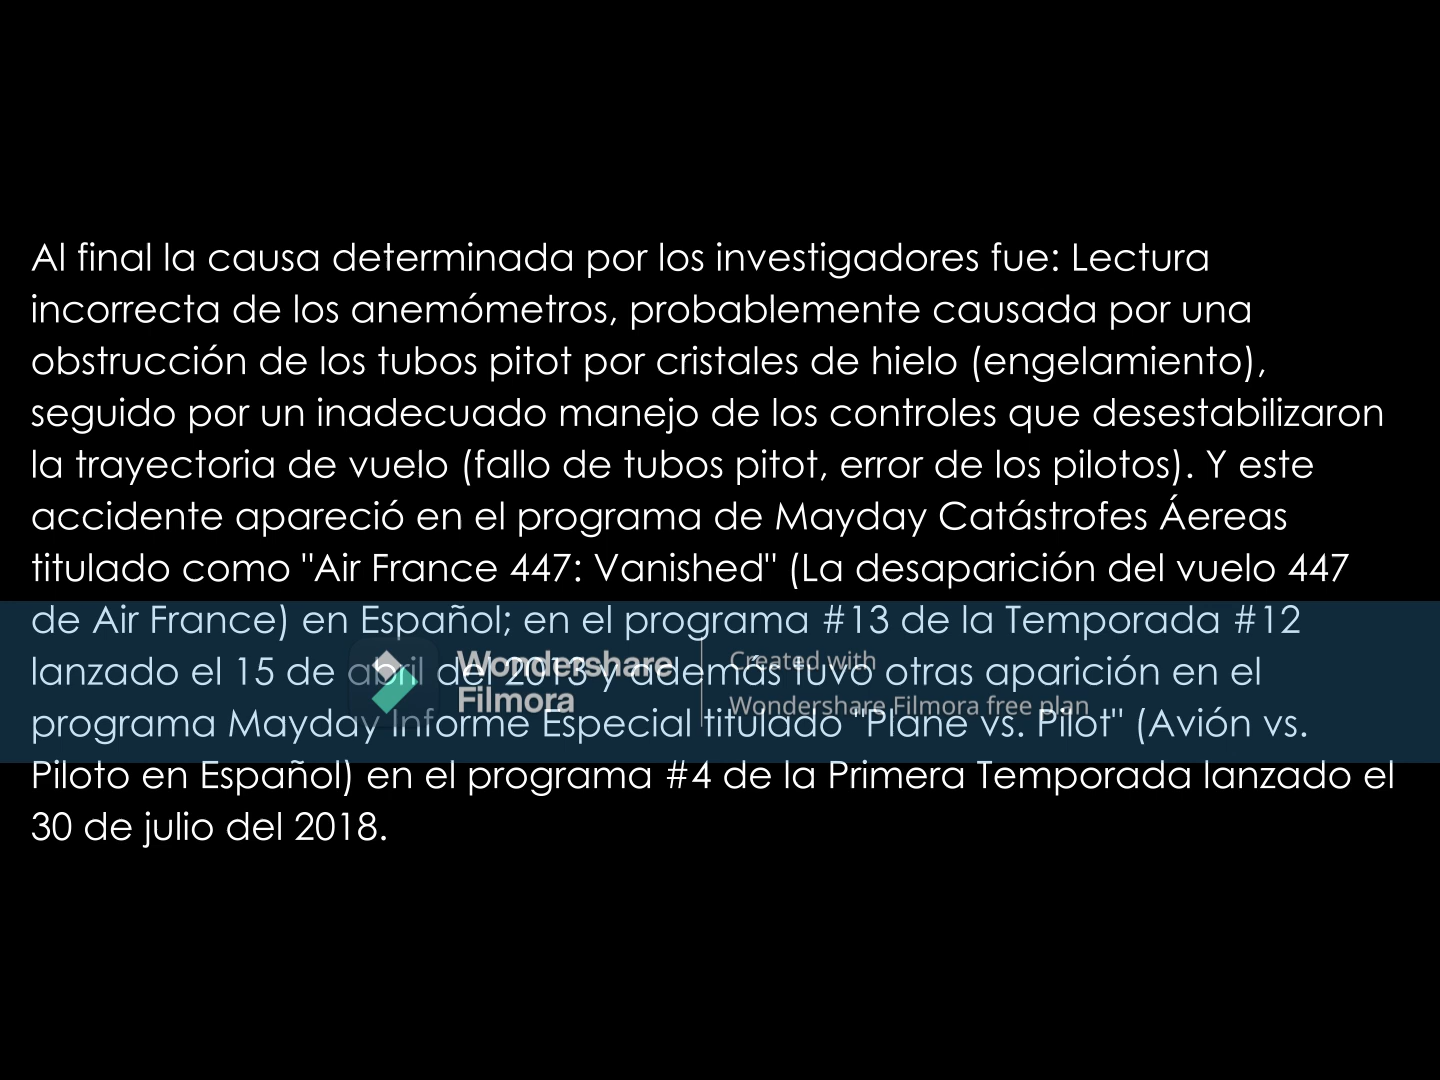 Al final la causa determinada por los investigadores fue: Lectura
incorrecta de los anemómetros, probablemente causada por una
obstrucción de los tubos pitot por cristales de hielo (engelamiento),
seguido por un inadecuado manejo de los controles que desestabilizaron
la trayectoria de vuelo (fallo de tubos pitot, error de los pilotos). Y este
accidente apareció en el programa de Mayday Catástrofes Áereas
titulado como "Air France 447: Vanished" (La desaparición del vuelo 447
de Air France) en Español; en el programa #13 de la Temporada #12
lanzado el 15 de abril del 2013 y además tuvo otras aparición en el
programa Mayday Informe Especial titulado "Plane vs. Pilot" (Avión vs.
Piloto en Español) en el programa #4 de la Primera Temporada lanzado el
30 de julio del 2018.
Wondershare
Filmora
Created with
Wondershare Filmora free plan